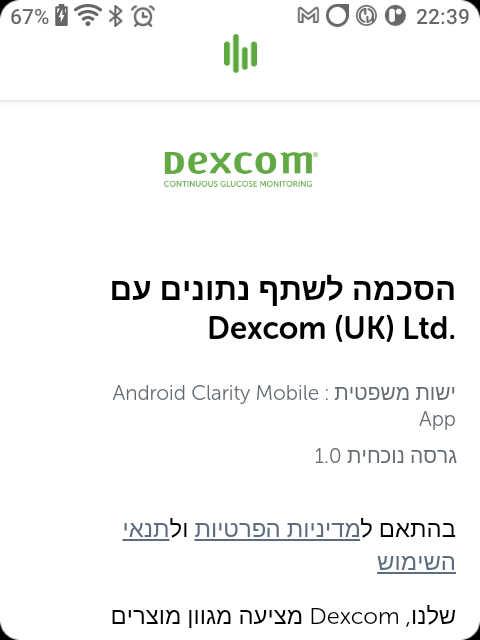 67% 22:39
Dexcom®
CONTINUOUS GLUCOSE MONITORING
הסכמה לשתף נתונים עם
Dexcom (UK) Ltd.
ישות משפטית : Android Clarity Mobile
App
גרסה נוכחית 1.0
בהתאם למדיניות הפרטיות ולתנאי
השימוש
שלנו, Dexcom מציעה מגוון מוצרים